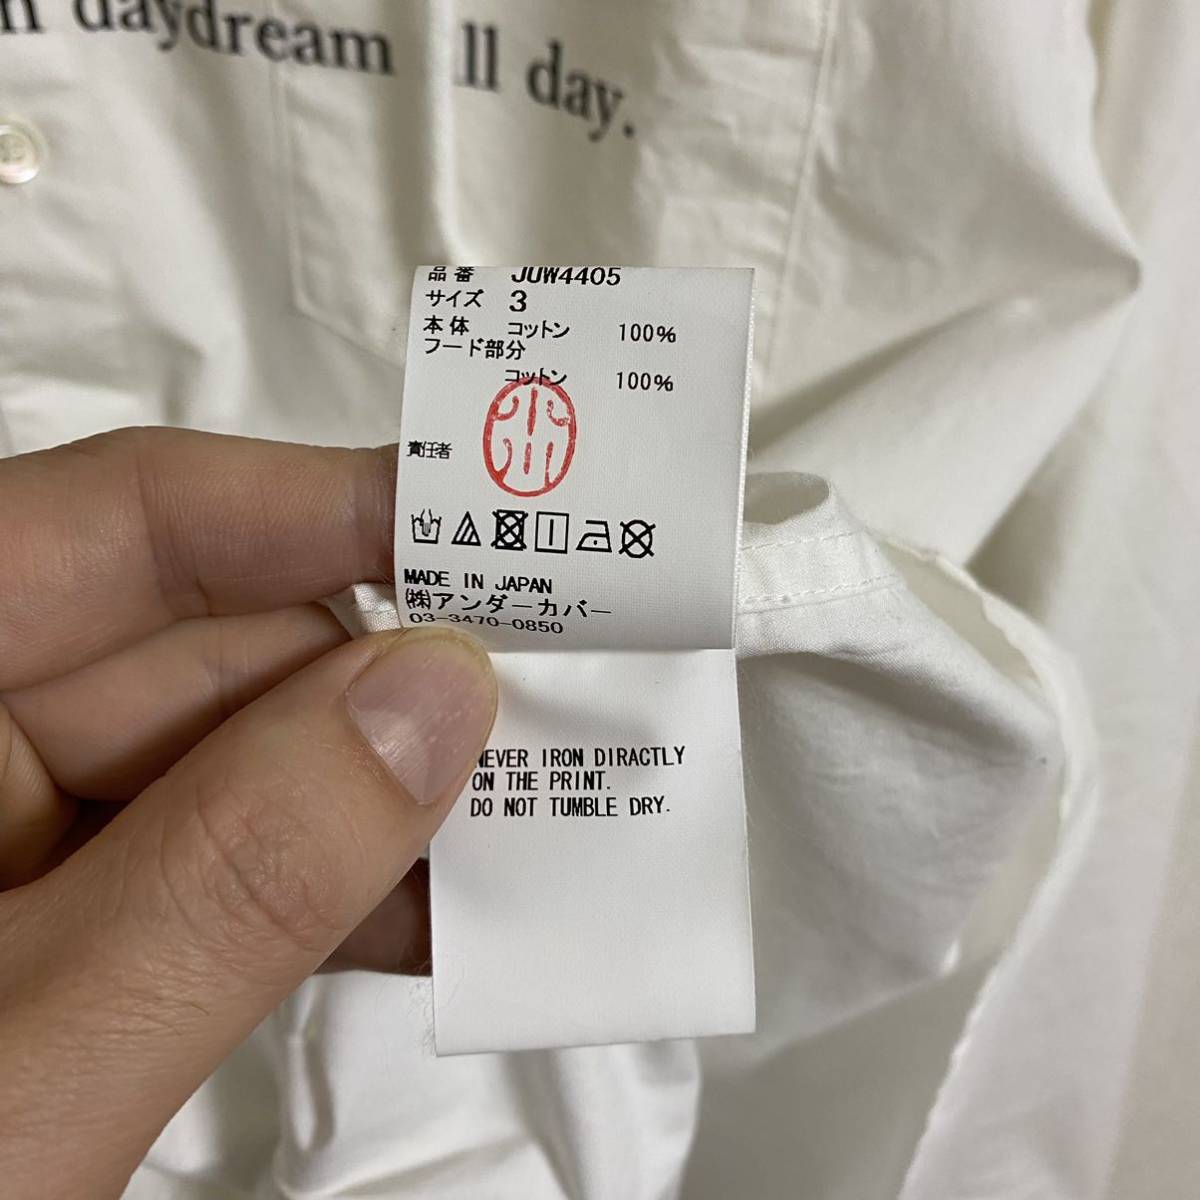 n daydream ll day.
品番 JUW4405
サイズ 3
本体 コットン 100%
フード部分
コットン 100%
責任者
小川
MADE IN JAPAN
(株)アンダーカバー
03-3470-0850
NEVER IRON DIRACTLY
ON THE PRINT.
DO NOT TUMBLE DRY.